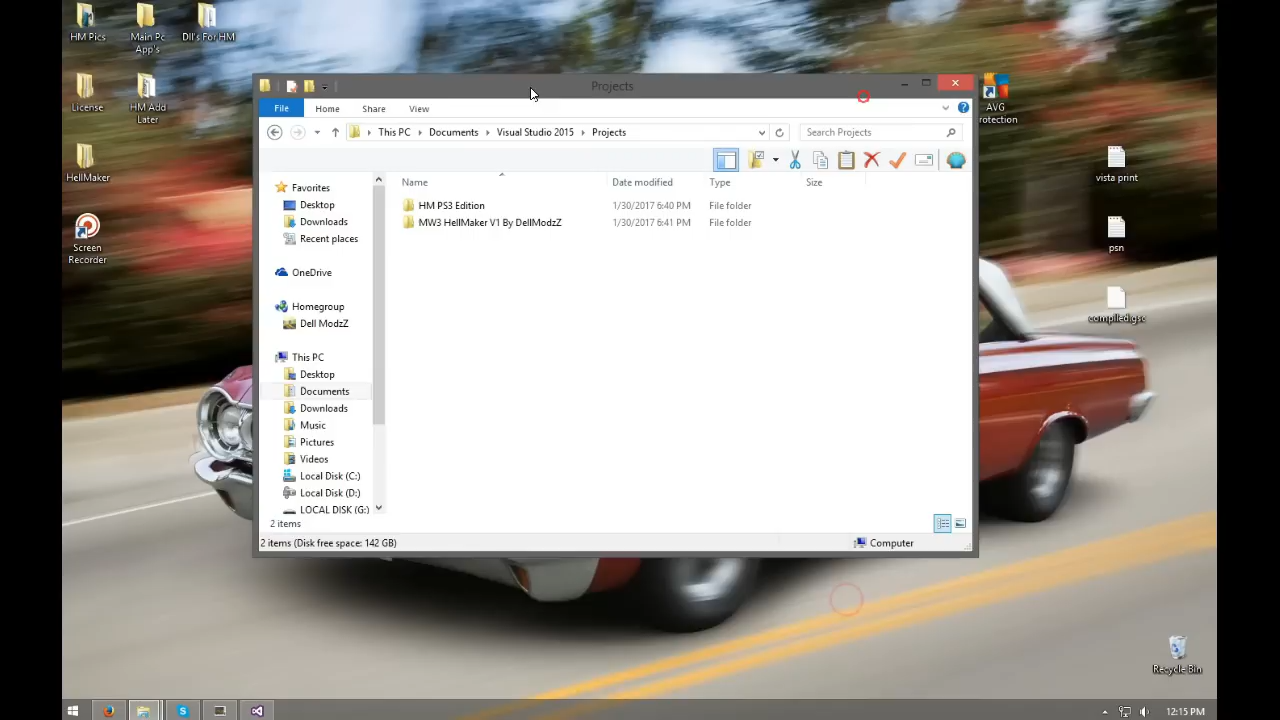 HM Pics
Main Pc
App's
Dll's For HM
License
HM Add
Later
HellMaker
Screen
Recorder
Projects
File
Home
Share
View
This PC
Documents
Visual Studio 2015
Projects
Search Projects
Name
Date modified
Type
Size
HM PS3 Edition
1/30/2017 6:40 PM
File folder
MW3 HellMaker V1 By DellModzZ
1/30/2017 6:41 PM
File folder
Favorites
Desktop
Downloads
Recent places
OneDrive
Homegroup
Dell ModzZ
This PC
Desktop
Documents
Downloads
Music
Pictures
Videos
Local Disk (C:)
Local Disk (D:)
LOCAL DISK (G:)
2 items
2 items (Disk free space: 142 GB)
Computer
AVG
Protection
vista print
psn
compiled.gsc
Recycle Bin
12:15 PM